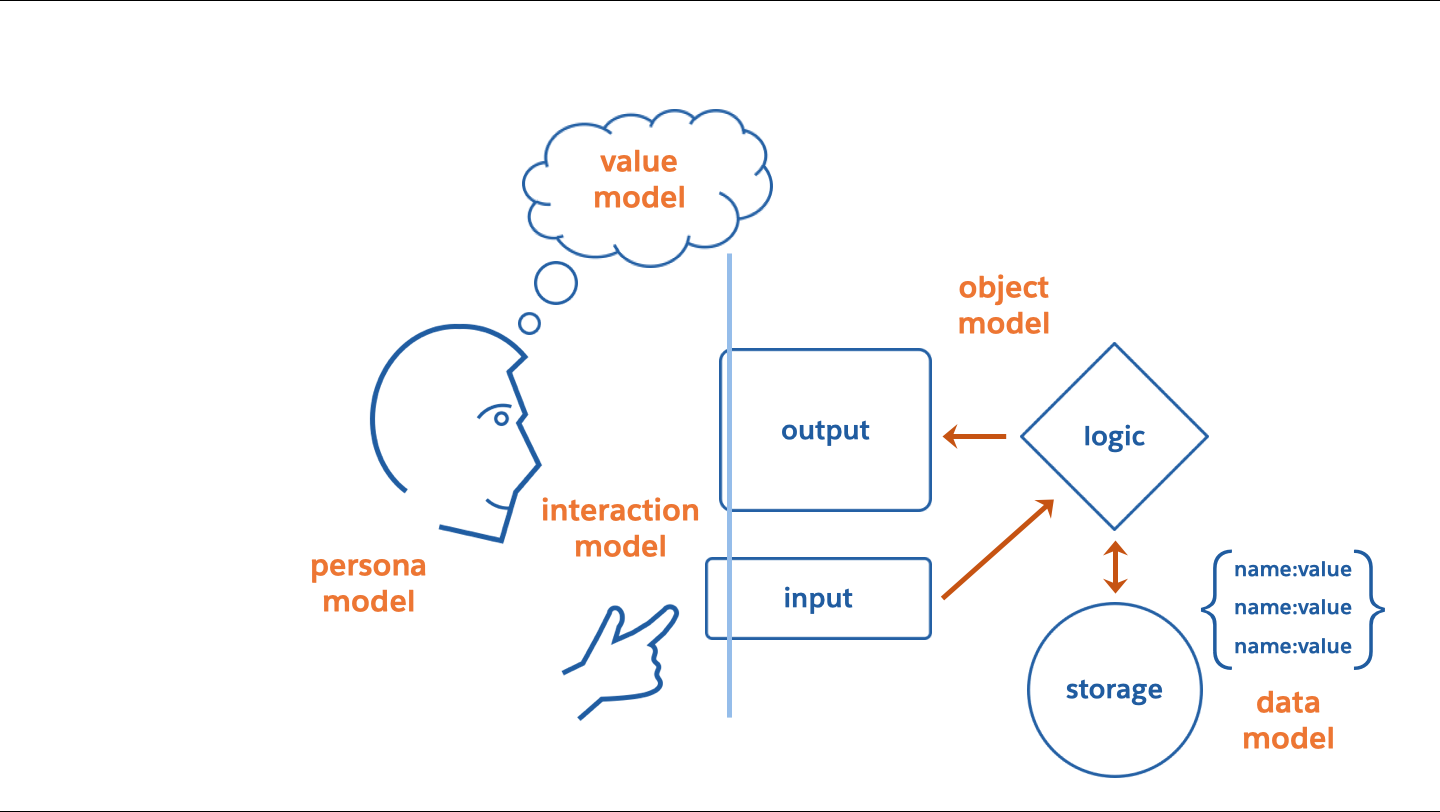 value
model
object
model
output
logic
interaction
model
persona
model
input
name:value
name:value
name:value
storage
data
model